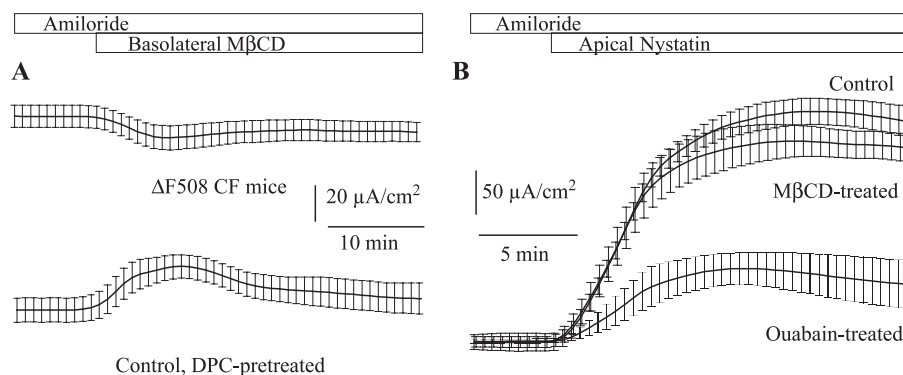 Amiloride
Basolateral MβCD
A
ΔF508 CF mice
20 μA/cm²
10 min
Control, DPC-pretreated
Amiloride
Apical Nystatin
B
Control
50 μA/cm²
MβCD-treated
5 min
Ouabain-treated